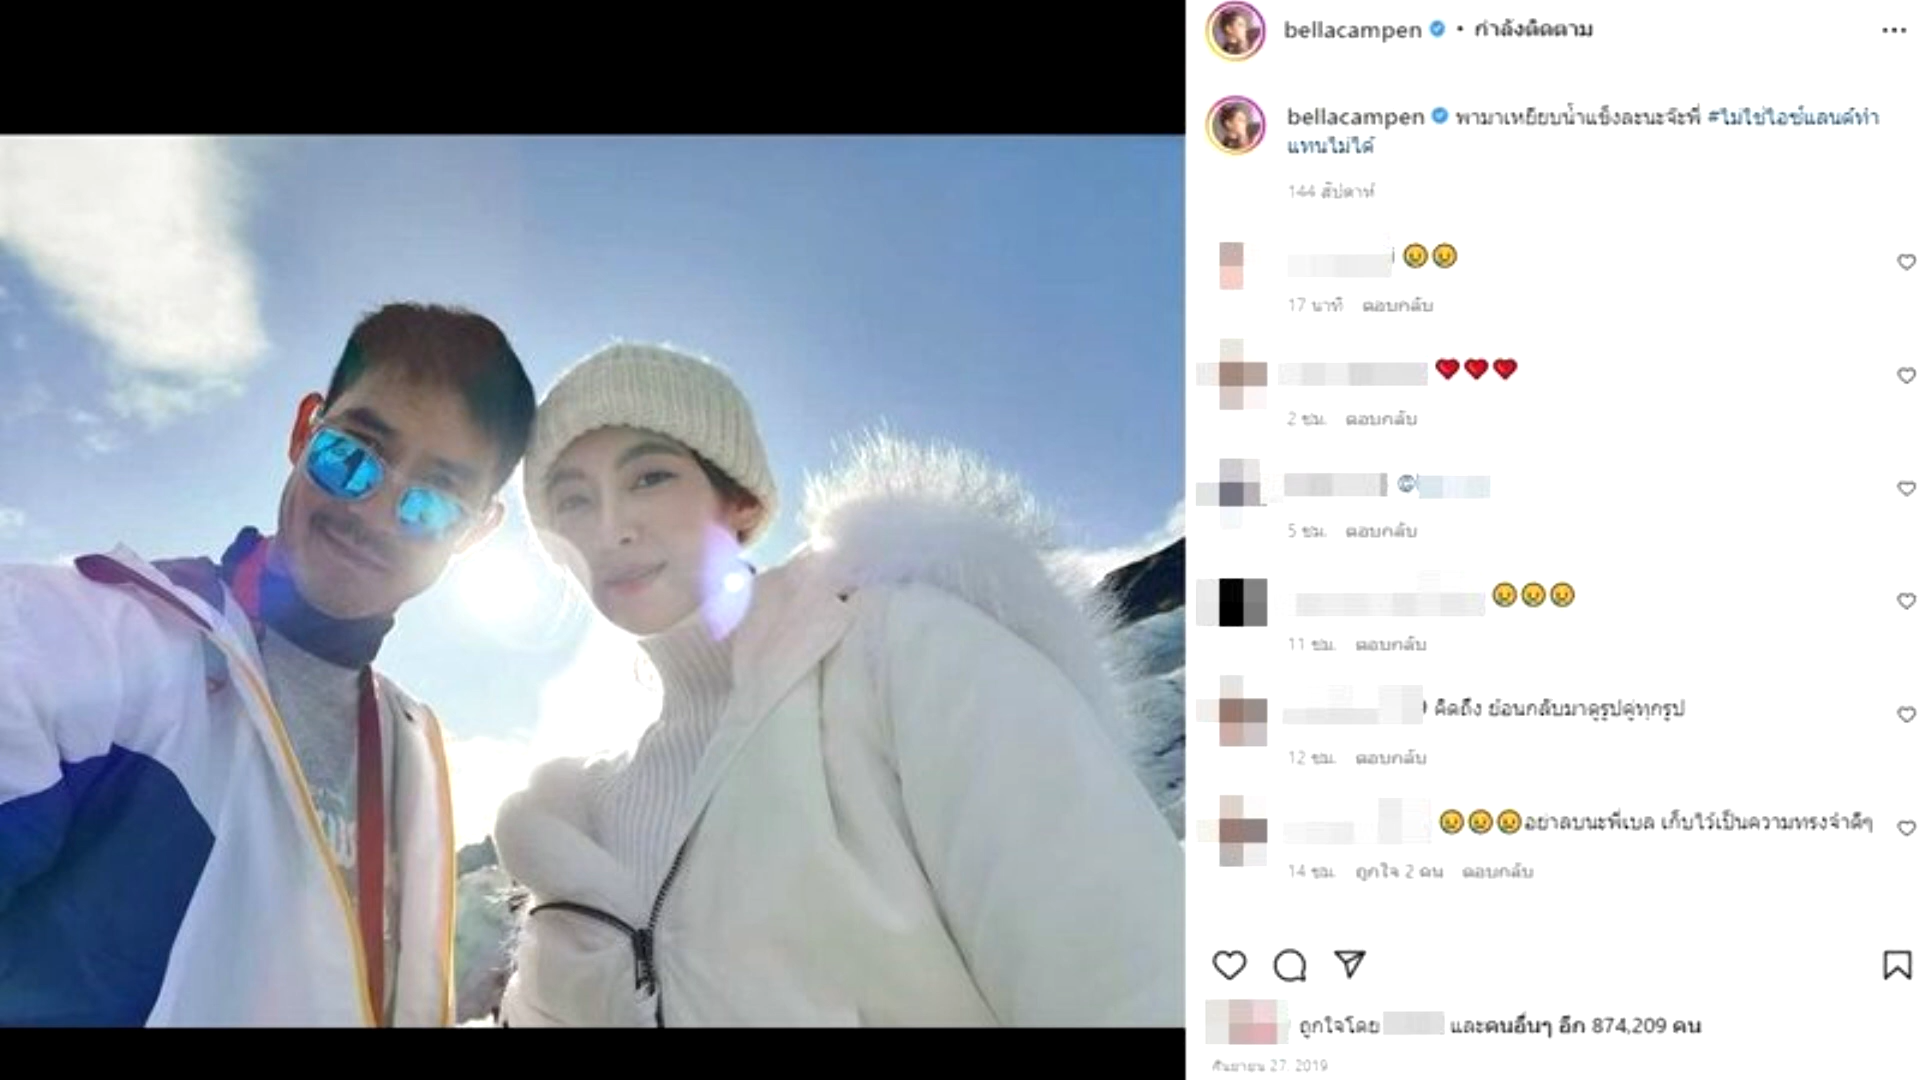 bellacampen • กำลังติดตาม
bellacampen พามาเหยียบน้ำแข็งละนะจ๊ะพี่ #ไม่ใช่ไอซ์แลนด์ทำ
แทนไม่ได้
144 สัปดาห์
17 นาที ตอบกลับ
2 ชม. ตอบกลับ
5 ชม. ตอบกลับ
11 ชม. ตอบกลับ
คิดถึง ย้อนกลับมาดูรูปคู่ทุกรูป
12 ชม. ตอบกลับ
อย่าลบนะพี่เบล เก็บไว้เป็นความทรงจำดีๆ
14 ชม. ถูกใจ 2 คน ตอบกลับ
ถูกใจโดย และคนอื่นๆ อีก 874,209 คน
กันยายน 27, 2019